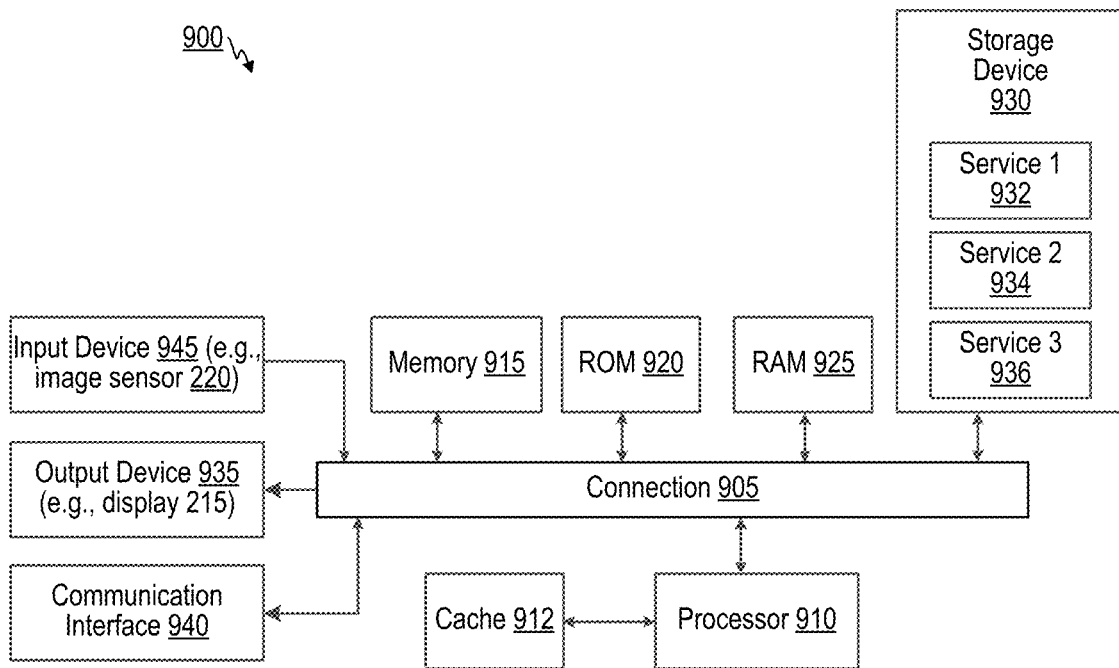 900
Storage
Device
930
Service 1
932
Service 2
934
Service 3
936
Input Device 945 (e.g.,
image sensor 220)
Memory 915
ROM 920
RAM 925
Output Device 935
(e.g., display 215)
Connection 905
Communication
Interface 940
Cache 912
Processor 910